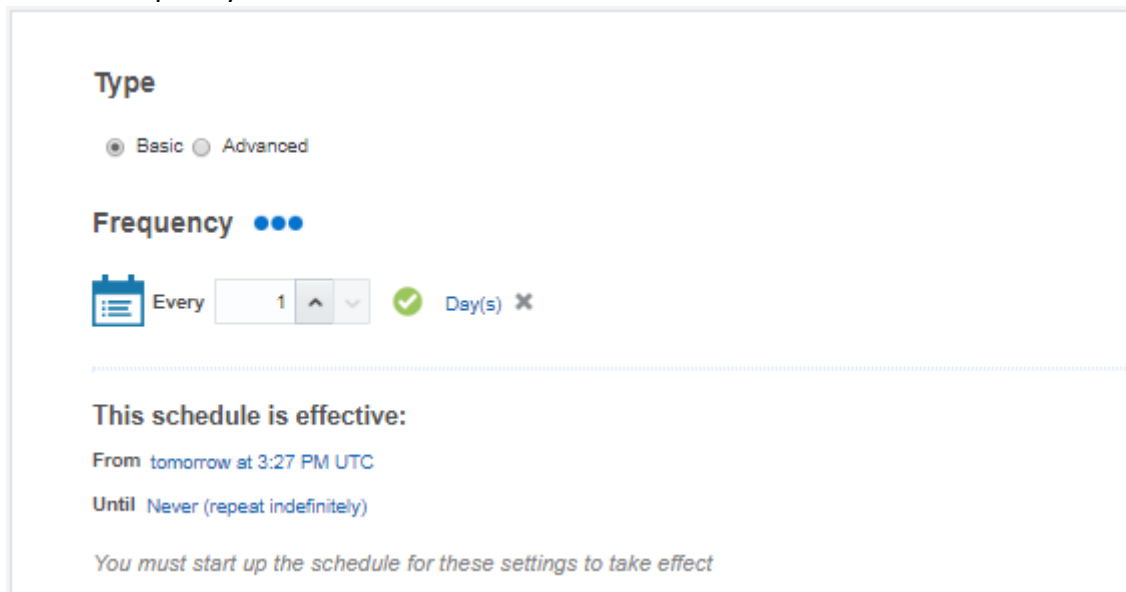 Type
Basic Advanced
Frequency
Every 1 Day(s)
This schedule is effective:
From tomorrow at 3:27 PM UTC
Until Never (repeat indefinitely)
You must start up the schedule for these settings to take effect